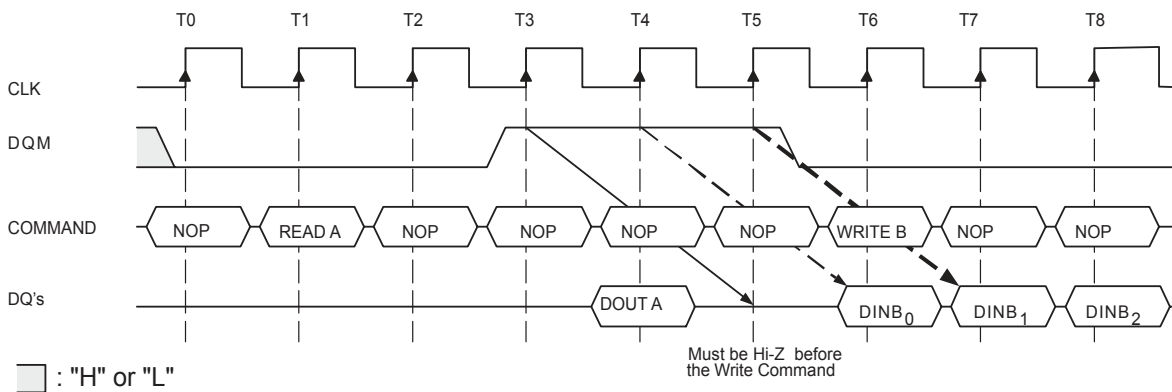 T0 T1 T2 T3 T4 T5 T6 T7 T8
CLK
DQM
COMMAND NOP READ A NOP NOP NOP NOP WRITE B NOP NOP
DQ's DOUT A DINB0 DINB1 DINB2
Must be Hi-Z before
the Write Command
: "H" or "L"